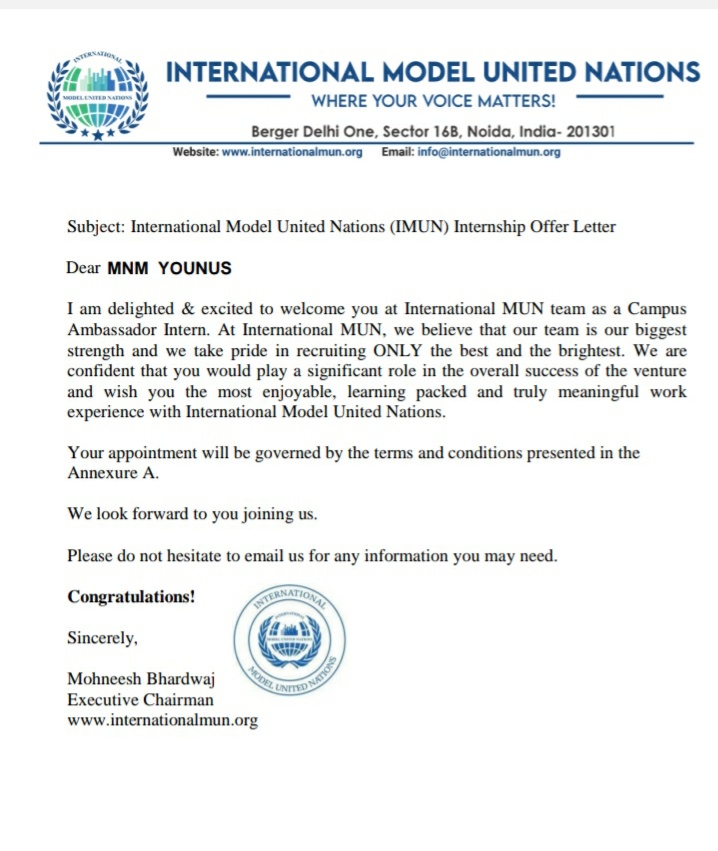 INTERNATIONAL
MODEL UNITED NATIONS
INTERNATIONAL MODEL UNITED NATIONS
WHERE YOUR VOICE MATTERS!
Berger Delhi One, Sector 16B, Noida, India- 201301
Website: www.internationalmun.org Email: info@internationalmun.org
Subject: International Model United Nations (IMUN) Internship Offer Letter
Dear MNM YOUNUS
I am delighted & excited to welcome you at International MUN team as a Campus
Ambassador Intern. At International MUN, we believe that our team is our biggest
strength and we take pride in recruiting ONLY the best and the brightest. We are
confident that you would play a significant role in the overall success of the venture
and wish you the most enjoyable, learning packed and truly meaningful work
experience with International Model United Nations.
Your appointment will be governed by the terms and conditions presented in the
Annexure A.
We look forward to you joining us.
Please do not hesitate to email us for any information you may need.
Congratulations!
Sincerely,
Mohneesh Bhardwaj
Executive Chairman
www.internationalmun.org
INTERNATIONAL
MODEL UNITED NATIONS